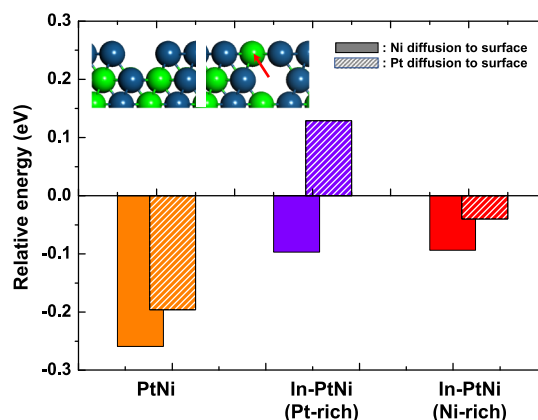 0.3
0.2
0.1
0.0
-0.1
-0.2
-0.3
Relative energy (eV)
: Ni diffusion to surface
: Pt diffusion to surface
PtNi
In-PtNi
(Pt-rich)
In-PtNi
(Ni-rich)